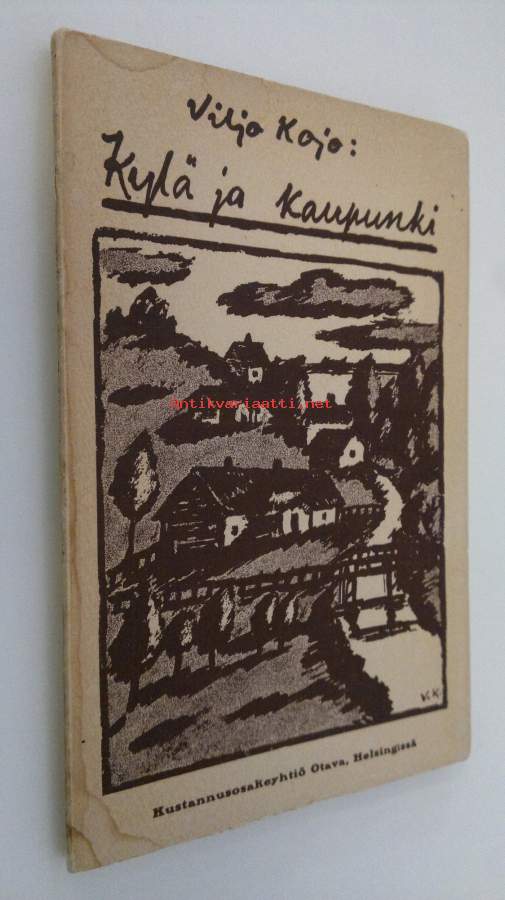 Viljo Kojo:
Kylä ja kaupunki
antikvariaatti.net
V.K.
Kustannusosakeyhtiö Otava, Helsingissä